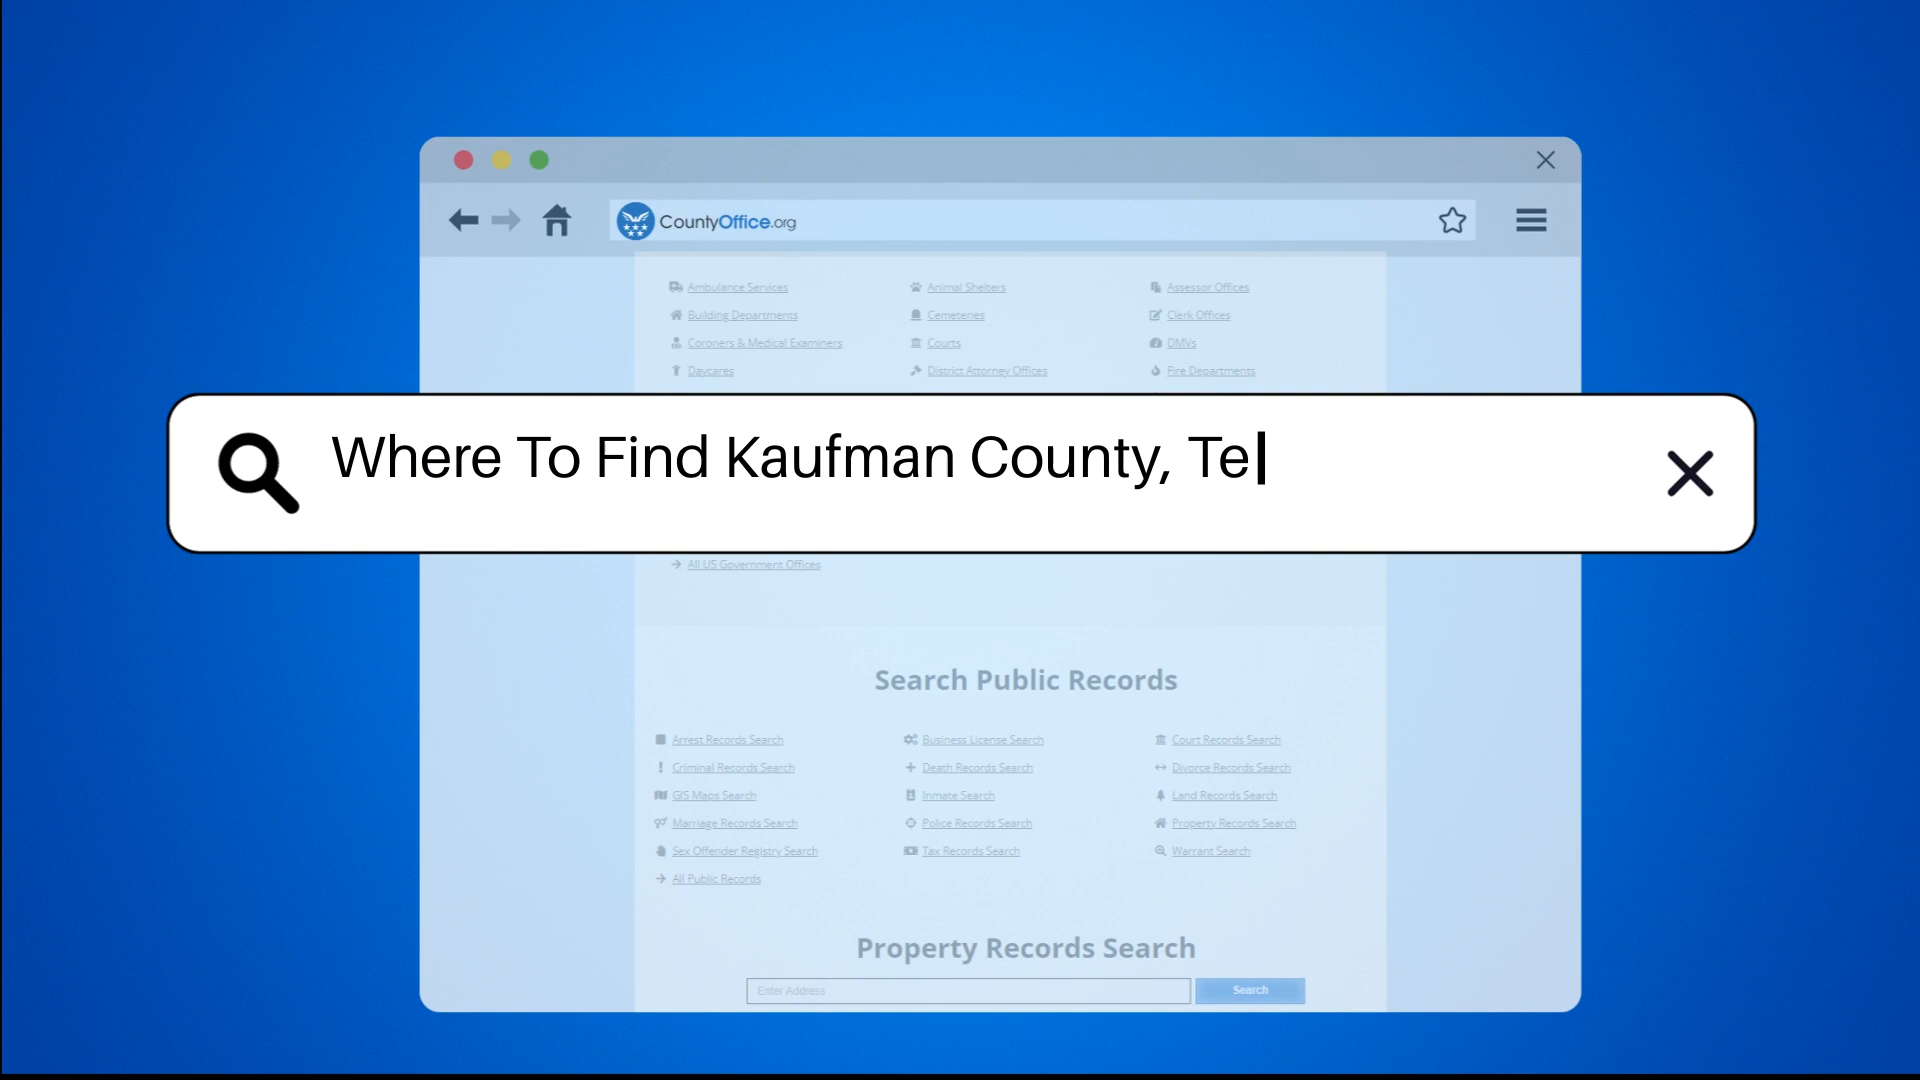 CountyOffice.org
Ambulance Services Animal Shelters Assessor Offices
Building Departments Cemeteries Clerk Offices
Coroners & Medical Examiners Courts DMVs
Daycares District Attorney Offices Fire Departments
Where To Find Kaufman County, Te
All US Government Offices
Search Public Records
Arrest Records Search Business License Search Court Records Search
Criminal Records Search Death Records Search Divorce Records Search
GIS Maps Search Inmate Search Land Records Search
Marriage Records Search Police Records Search Property Records Search
Sex Offender Registry Search Tax Records Search Warrant Search
All Public Records
Property Records Search
Enter Address Search